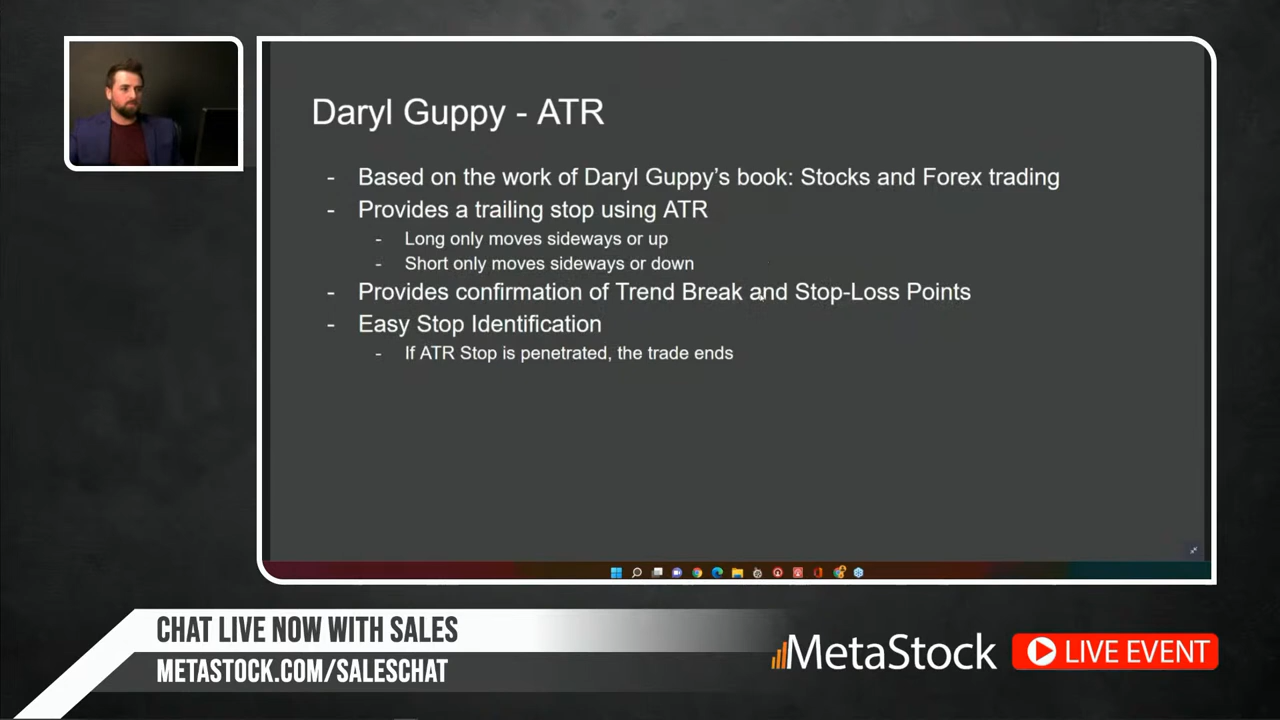 Daryl Guppy - ATR
- Based on the work of Daryl Guppy’s book: Stocks and Forex trading
- Provides a trailing stop using ATR
- Long only moves sideways or up
- Short only moves sideways or down
- Provides confirmation of Trend Break and Stop-Loss Points
- Easy Stop Identification
- If ATR Stop is penetrated, the trade ends
CHAT LIVE NOW WITH SALES
METASTOCK.COM/SALESCHAT
MetaStock
LIVE EVENT